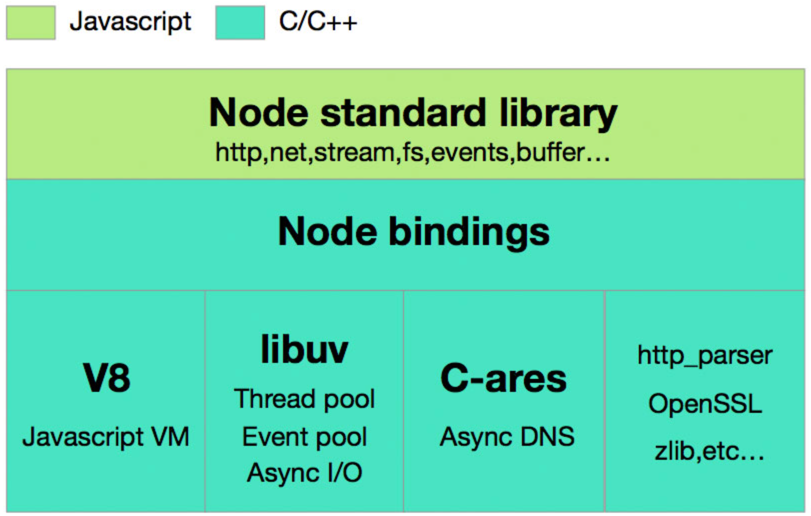 Javascript
C/C++
Node standard library
http,net,stream,fs,events,buffer...
Node bindings
V8
Javascript VM
libuv
Thread pool
Event pool
Async I/O
C-ares
Async DNS
http_parser
OpenSSL
zlib,etc...